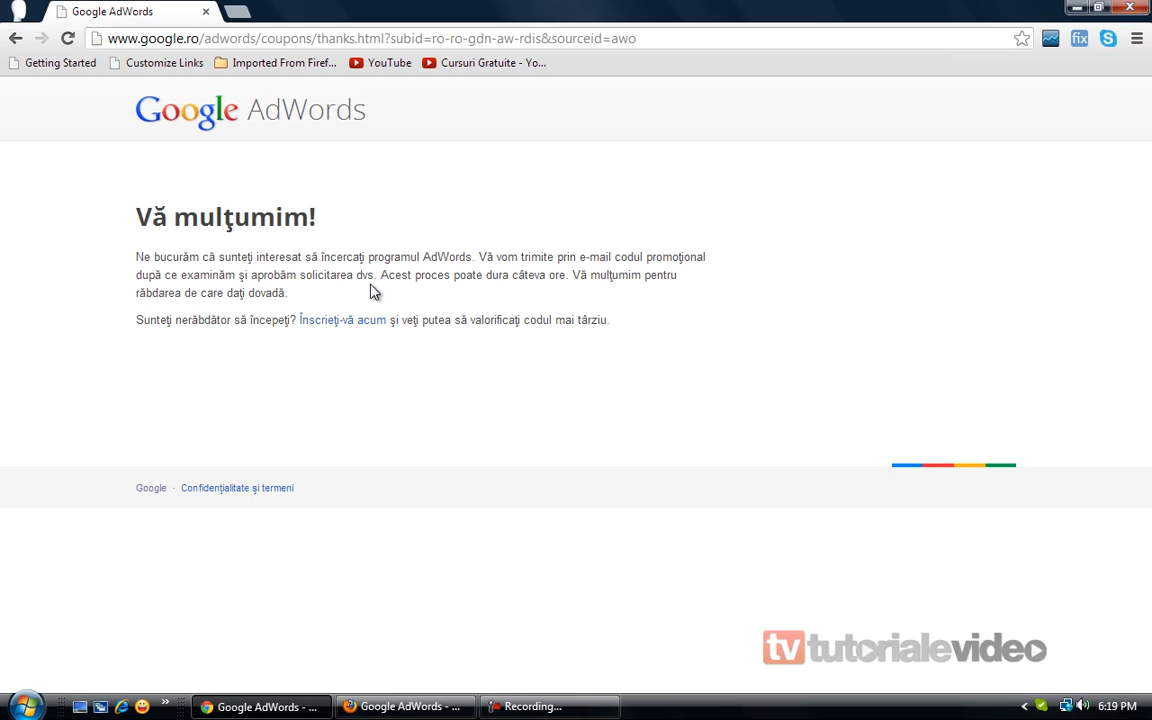 Google AdWords
www.google.ro/adwords/coupons/thanks.html?subid=ro-ro-gdn-aw-rdis&sourceid=awo
fix
Getting Started
Customize Links
Imported From Firef...
YouTube
Cursuri Gratuite - Yo...
Google AdWords
Vă mulţumim!
Ne bucurăm că sunteţi interesat să încercaţi programul AdWords. Vă vom trimite prin e-mail codul promoţional
după ce examinăm şi aprobăm solicitarea dvs. Acest proces poate dura câteva ore. Vă mulţumim pentru
răbdarea de care daţi dovadă.
Sunteţi nerăbdător să începeţi? Înscrieţi-vă acum şi veţi putea să valorificaţi codul mai târziu.
Google · Confidenţialitate şi termeni
tv tutorialevideo
Google AdWords - ...
Google AdWords - ...
Recording...
6:19 PM